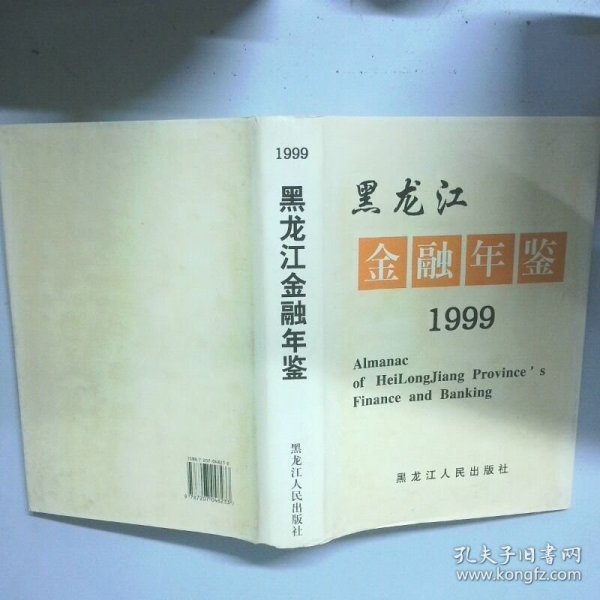 1999
黑龙江金融年鉴
黑龙江人民出版社
黑龙江
金融年鉴
1999
Almanac
of HeiLongJiang Province's
Finance and Banking
黑龙江人民出版社
孔夫子旧书网
www.kongfz.com